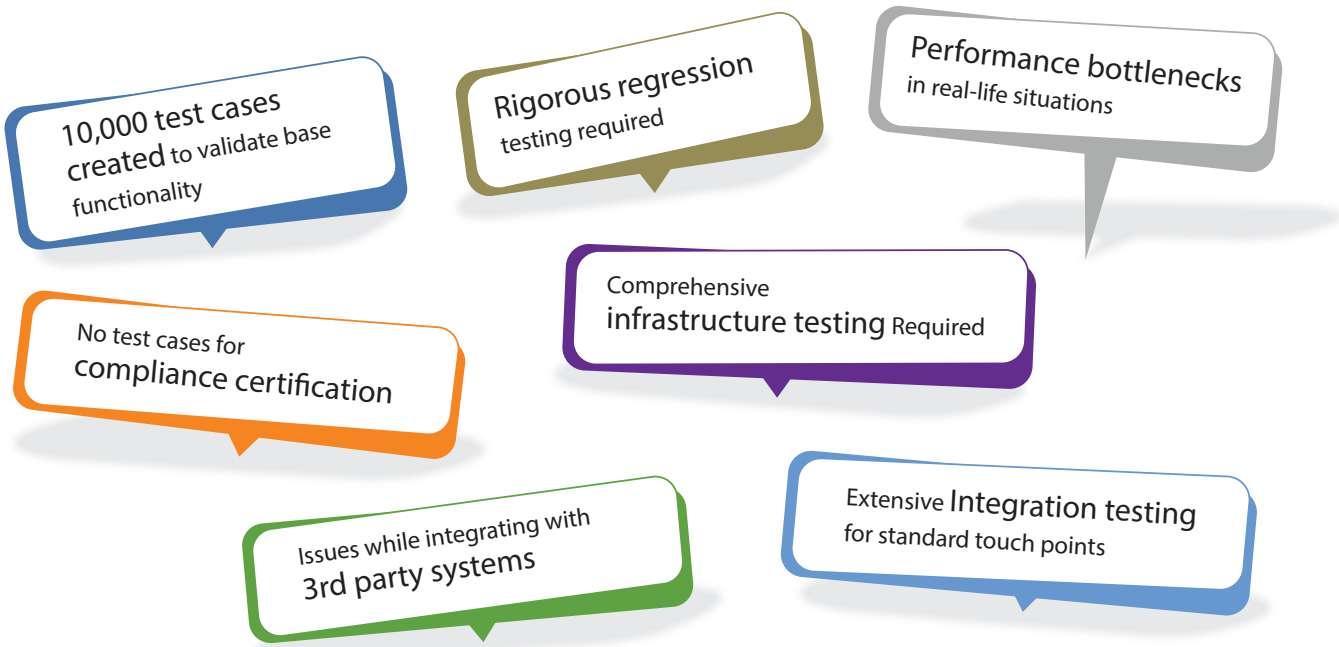 10,000 test cases
created to validate base
functionality
Rigorous regression
testing required
Performance bottlenecks
in real-life situations
No test cases for
compliance certification
Comprehensive
infrastructure testing Required
Issues while integrating with
3rd party systems
Extensive Integration testing
for standard touch points